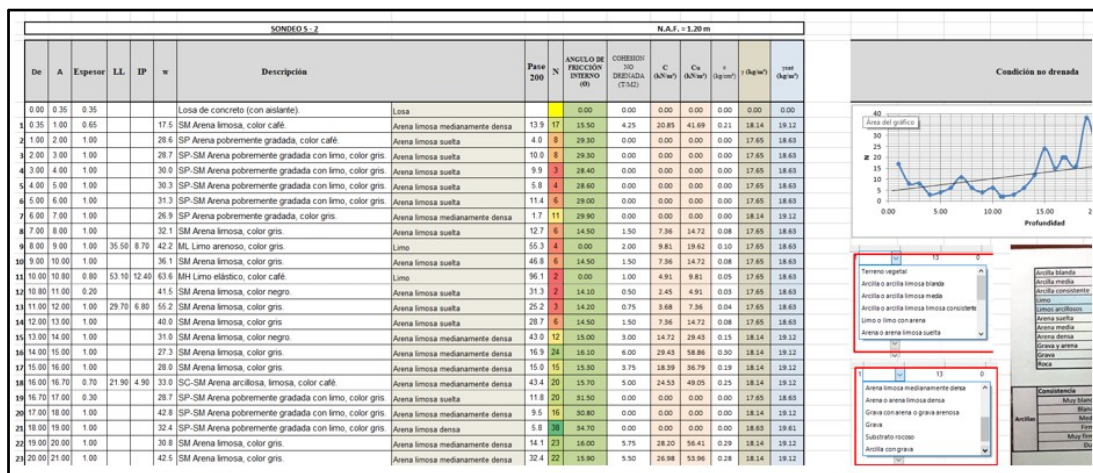 SONDEO S - 2 N.A.F. = 1.20 m
De A Espesor LL IP w Descripción Pase 200 N ANGULO DE FRICCIÓN INTERNO (O) COHESION NO DRENADA (T/M2) C (kN/m²) Cu (kN/m²) c (kg/cm²) γ (kg/m³) γsat (kg/m³)
0.00 0.35 0.35 Losa de concreto (con aislante). Losa 0.00 0.00 0.00 0.00 0.00 0.00 0.00
1 0.35 1.00 0.65 17.5 SM Arena limosa, color café. Arena limosa medianamente densa 13.9 17 15.50 4.25 20.85 41.69 0.21 18.14 19.12
2 1.00 2.00 1.00 28.6 SP Arena pobremente gradada, color café. Arena limosa suelta 4.0 8 29.30 0.00 0.00 0.00 0.00 17.65 18.63
3 2.00 3.00 1.00 28.7 SP-SM Arena pobremente gradada con limo, color gris. Arena limosa suelta 10.0 8 29.30 0.00 0.00 0.00 0.00 17.65 18.63
4 3.00 4.00 1.00 30.0 SP-SM Arena pobremente gradada con limo, color gris. Arena limosa suelta 9.9 3 28.40 0.00 0.00 0.00 0.00 17.65 18.63
5 4.00 5.00 1.00 30.3 SP-SM Arena pobremente gradada con limo, color gris. Arena limosa suelta 5.8 4 28.60 0.00 0.00 0.00 0.00 17.65 18.63
6 5.00 6.00 1.00 31.3 SP-SM Arena pobremente gradada con limo, color gris. Arena limosa suelta 11.4 6 29.00 0.00 0.00 0.00 0.00 17.65 18.63
7 6.00 7.00 1.00 26.9 SP Arena pobremente gradada, color gris. Arena limosa medianamente densa 1.7 11 29.90 0.00 0.00 0.00 0.00 18.14 19.12
8 7.00 8.00 1.00 32.1 SM Arena limosa, color gris. Arena limosa suelta 12.7 6 14.50 1.50 7.36 14.72 0.08 17.65 18.63
9 8.00 9.00 1.00 35.50 8.70 42.2 ML Limo arenoso, color gris. Limo 55.3 4 0.00 2.00 9.81 19.62 0.10 17.65 18.63
10 9.00 10.00 1.00 36.1 SM Arena limosa, color gris. Arena limosa suelta 46.8 6 14.50 1.50 7.36 14.72 0.08 17.65 18.63
11 10.00 10.80 0.80 53.10 12.40 63.6 MH Limo elástico, color café. Limo 96.1 2 0.00 1.00 4.91 9.81 0.05 17.65 18.63
12 10.80 11.00 0.20 41.5 SM Arena limosa, color negro. Arena limosa suelta 31.3 2 14.10 0.50 2.45 4.91 0.03 17.65 18.63
13 11.00 12.00 1.00 29.70 6.80 55.2 SM Arena limosa, color gris. Arena limosa suelta 25.2 3 14.20 0.75 3.68 7.36 0.04 17.65 18.63
14 12.00 13.00 1.00 40.0 SM Arena limosa, color gris. Arena limosa suelta 28.7 6 14.50 1.50 7.36 14.72 0.08 17.65 18.63
15 13.00 14.00 1.00 31.0 SM Arena limosa, color negro. Arena limosa medianamente densa 43.0 12 15.00 3.00 14.72 29.43 0.15 18.14 19.12
16 14.00 15.00 1.00 27.3 SM Arena limosa, color gris. Arena limosa medianamente densa 16.9 24 16.10 6.00 29.43 58.86 0.30 18.14 19.12
17 15.00 16.00 1.00 28.0 SM Arena limosa, color gris. Arena limosa medianamente densa 15.0 15 15.30 3.75 18.39 36.79 0.19 18.14 19.12
18 16.00 16.70 0.70 21.90 4.90 33.0 SC-SM Arena arcillosa, limosa, color café. Arena limosa medianamente densa 43.4 20 15.70 5.00 24.53 49.05 0.25 18.14 19.12
19 16.70 17.00 0.30 28.7 SP-SM Arena pobremente gradada con limo, color gris. Arena limosa suelta 11.8 20 31.50 0.00 0.00 0.00 0.00 17.65 18.63
20 17.00 18.00 1.00 42.8 SP-SM Arena pobremente gradada con limo, color gris. Arena limosa medianamente densa 9.5 16 30.80 0.00 0.00 0.00 0.00 18.14 19.12
21 18.00 19.00 1.00 32.4 SP-SM Arena pobremente gradada con limo, color gris. Arena limosa densa 5.8 38 34.70 0.00 0.00 0.00 0.00 18.63 19.61
22 19.00 20.00 1.00 30.8 SM Arena limosa, color gris. Arena limosa medianamente densa 14.1 23 16.00 5.75 28.20 56.41 0.29 18.14 19.12
23 20.00 21.00 1.00 42.5 SM Arena limosa, color gris. Arena limosa medianamente densa 32.4 22 15.90 5.50 26.98 53.96 0.28 18.14 19.12
Condición no drenada
Área del gráfico
N
40
30
25
20
15
10
5
0
0.00 5.00 10.00 15.00
Profundidad
13 0
Terreno vegetal
Arcilla o arcilla limosa blanda
Arcilla o arcilla limosa media
Arcilla o arcilla limosa consistente
Limo o limo con arena
Arena o arena limosa suelta
1 13 0
Arena limosa medianamente densa
Arena o arena limosa densa
Grava con arena o grava arenosa
Grava
Substrato rocoso
Arcilla con grava
Arcilla blanda
Arcilla media
Arcilla consistente
Limo
Limos arcillosos
Arena suelta
Arena media
Arena densa
Grava y arena
Grava
Roca
Consistencia
Arcillas
Muy bland
Blan
Med
Firm
Muy firm
Du